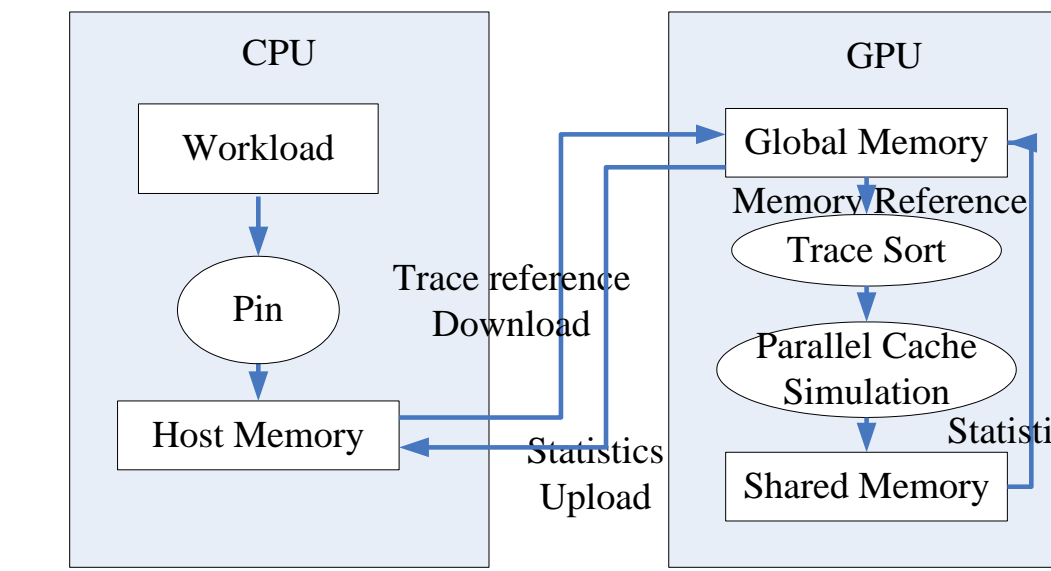 CPU
Workload
Pin
Host Memory
Trace reference
Download
Statistics
Upload
GPU
Global Memory
Memory Reference
Trace Sort
Parallel Cache
Simulation
Shared Memory